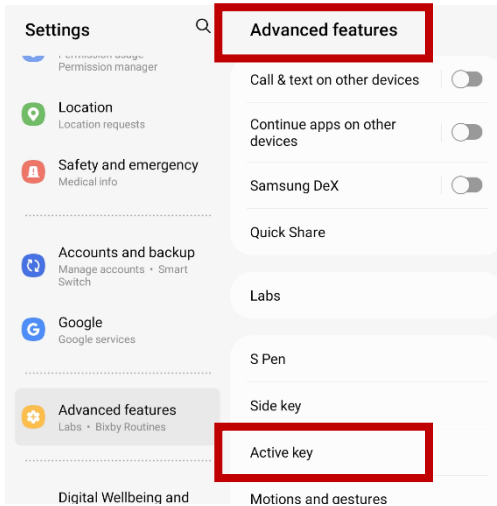 Settings
Permission usage
Permission manager
Location
Location requests
Safety and emergency
Medical info
Accounts and backup
Manage accounts • Smart
Switch
Google
Google services
Advanced features
Labs • Bixby Routines
Digital Wellbeing and
Advanced features
Call & text on other devices
Continue apps on other
devices
Samsung DeX
Quick Share
Labs
S Pen
Side key
Active key
Motions and gestures